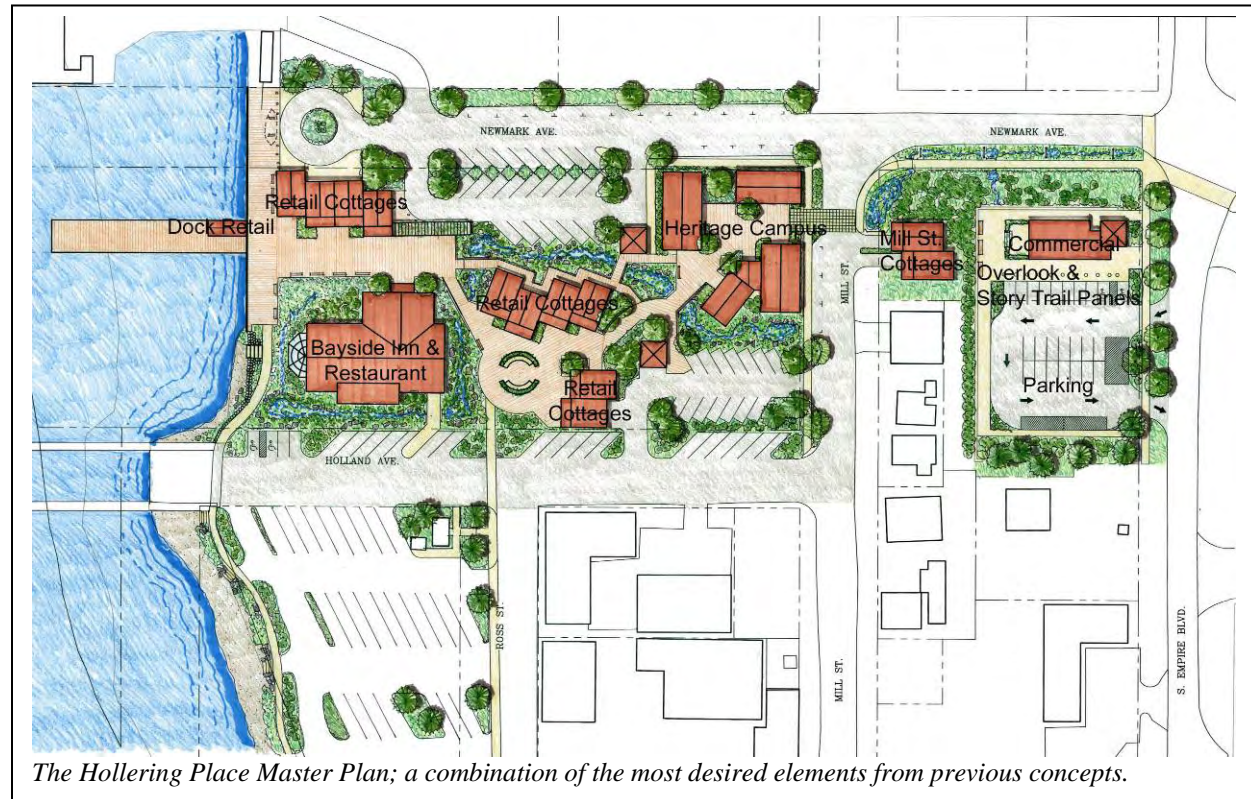 NEWMARK AVE.
NEWMARK AVE.
Retail Cottages
Dock Retail
Heritage Campus
Mill St.
Cottages
Commercial
Overlook &
Story Trail Panels
MILL ST.
Retail Cottages
Bayside Inn &
Restaurant
Retail
Cottages
Parking
HOLLAND AVE.
ROSS ST.
MILL ST.
S. EMPIRE BLVD.
The Hollering Place Master Plan; a combination of the most desired elements from previous concepts.